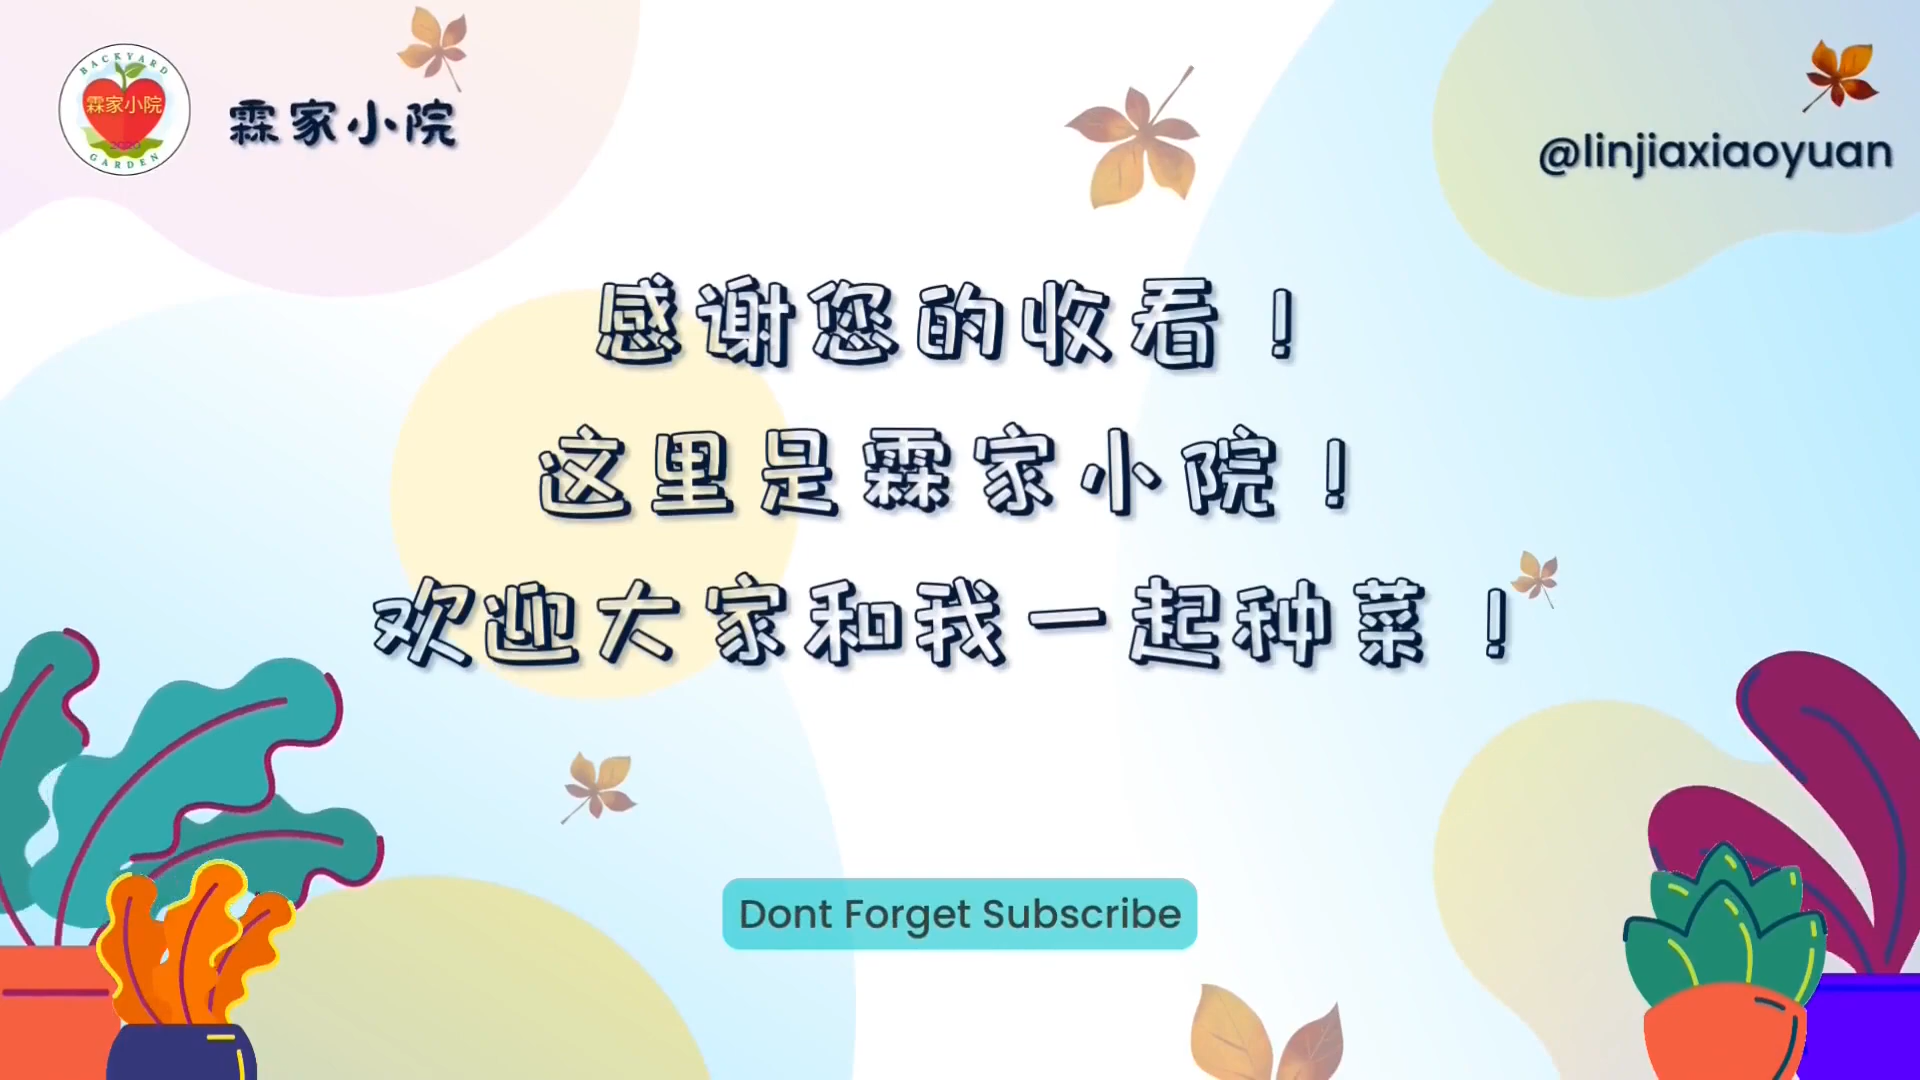 BACKYARD
霖家小院
GARDEN
霖家小院
@linjiaxiaoyuan
感谢您的收看！
这里是霖家小院！
欢迎大家和我一起种菜！
Dont Forget Subscribe